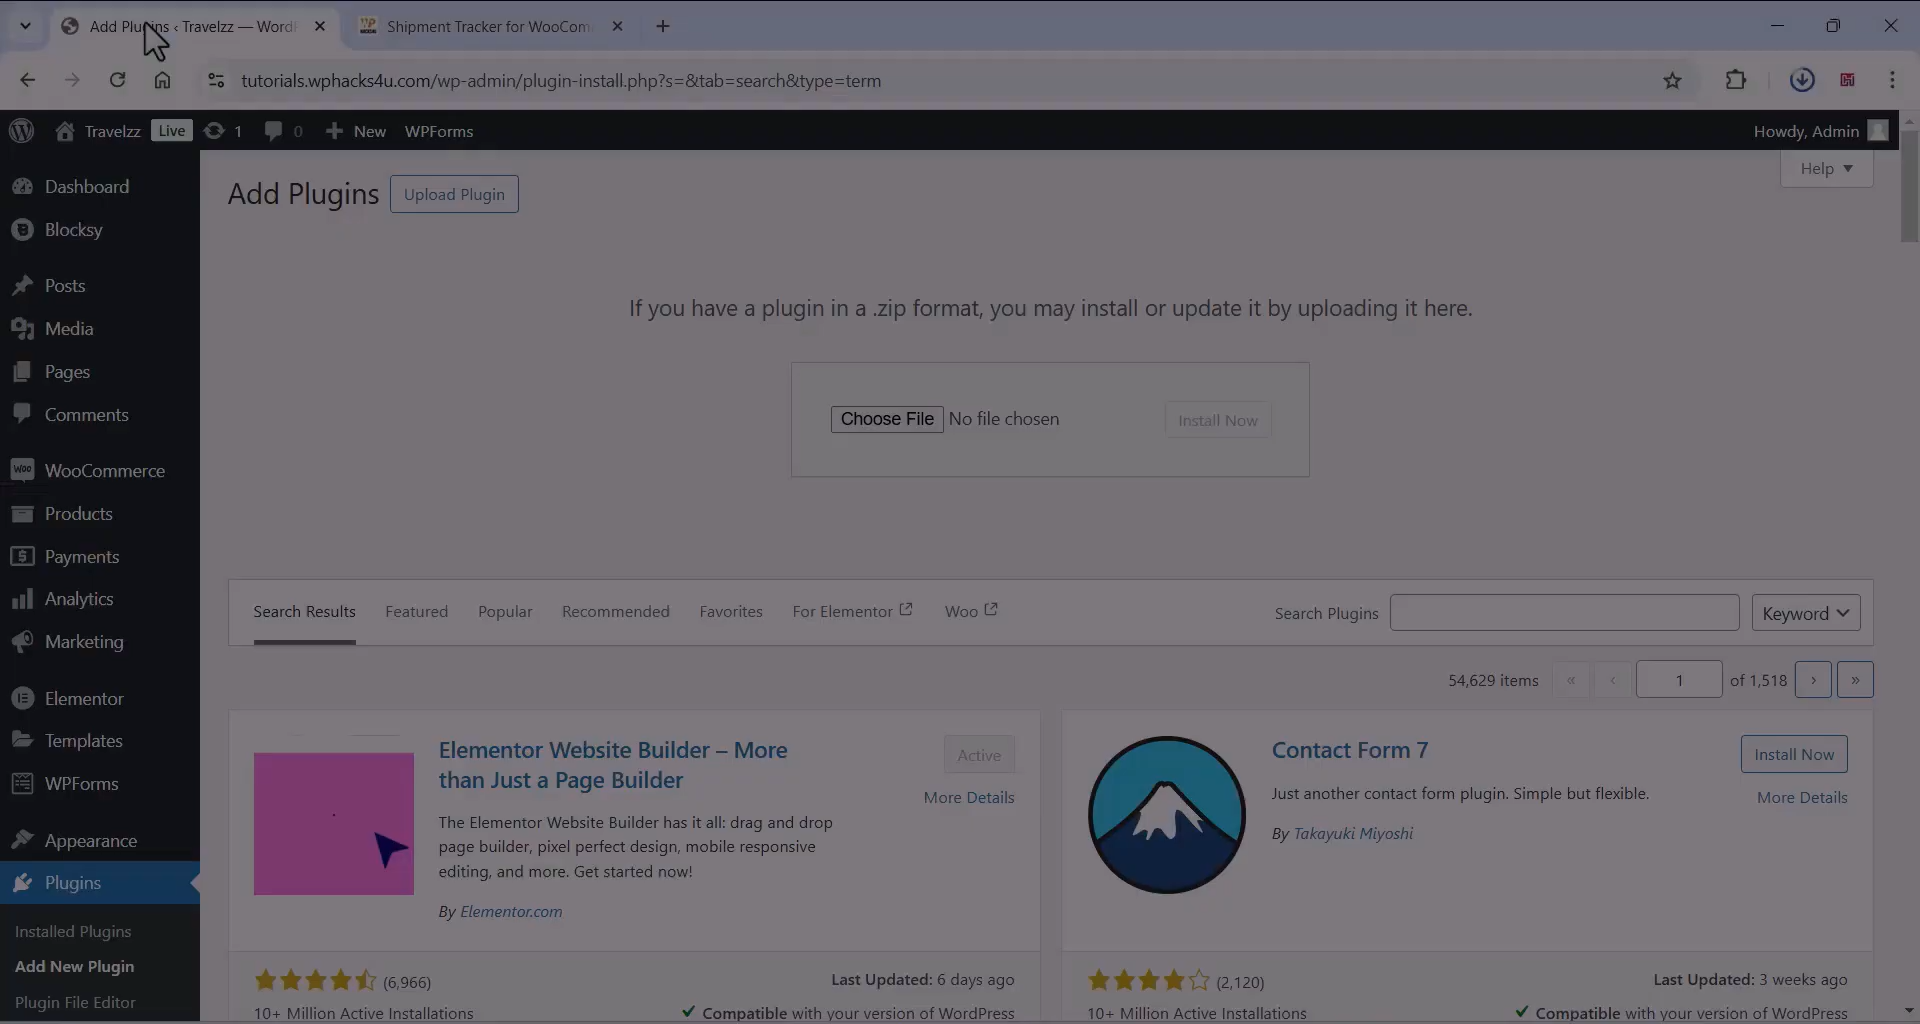 Add Plugins ‹ Travelzz — WordP
Shipment Tracker for WooCom
tutorials.wphacks4u.com/wp-admin/plugin-install.php?s=&tab=search&type=term
Travelzz Live 1 0 New WPForms
Howdy, Admin
Dashboard
Blocksy
Posts
Media
Pages
Comments
WooCommerce
Products
Payments
Analytics
Marketing
Elementor
Templates
WPForms
Appearance
Plugins
Installed Plugins
Add New Plugin
Plugin File Editor
Help
Add Plugins Upload Plugin
If you have a plugin in a .zip format, you may install or update it by uploading it here.
Choose File No file chosen Install Now
Search Results Featured Popular Recommended Favorites For Elementor Woo
Search Plugins Keyword
54,629 items « ‹ 1 of 1,518 › »
Elementor Website Builder – More
than Just a Page Builder
Active
More Details
The Elementor Website Builder has it all: drag and drop
page builder, pixel perfect design, mobile responsive
editing, and more. Get started now!
By Elementor.com
(6,966)
Last Updated: 6 days ago
10+ Million Active Installations
Compatible with your version of WordPress
Contact Form 7
Install Now
More Details
Just another contact form plugin. Simple but flexible.
By Takayuki Miyoshi
(2,120)
Last Updated: 3 weeks ago
10+ Million Active Installations
Compatible with your version of WordPress